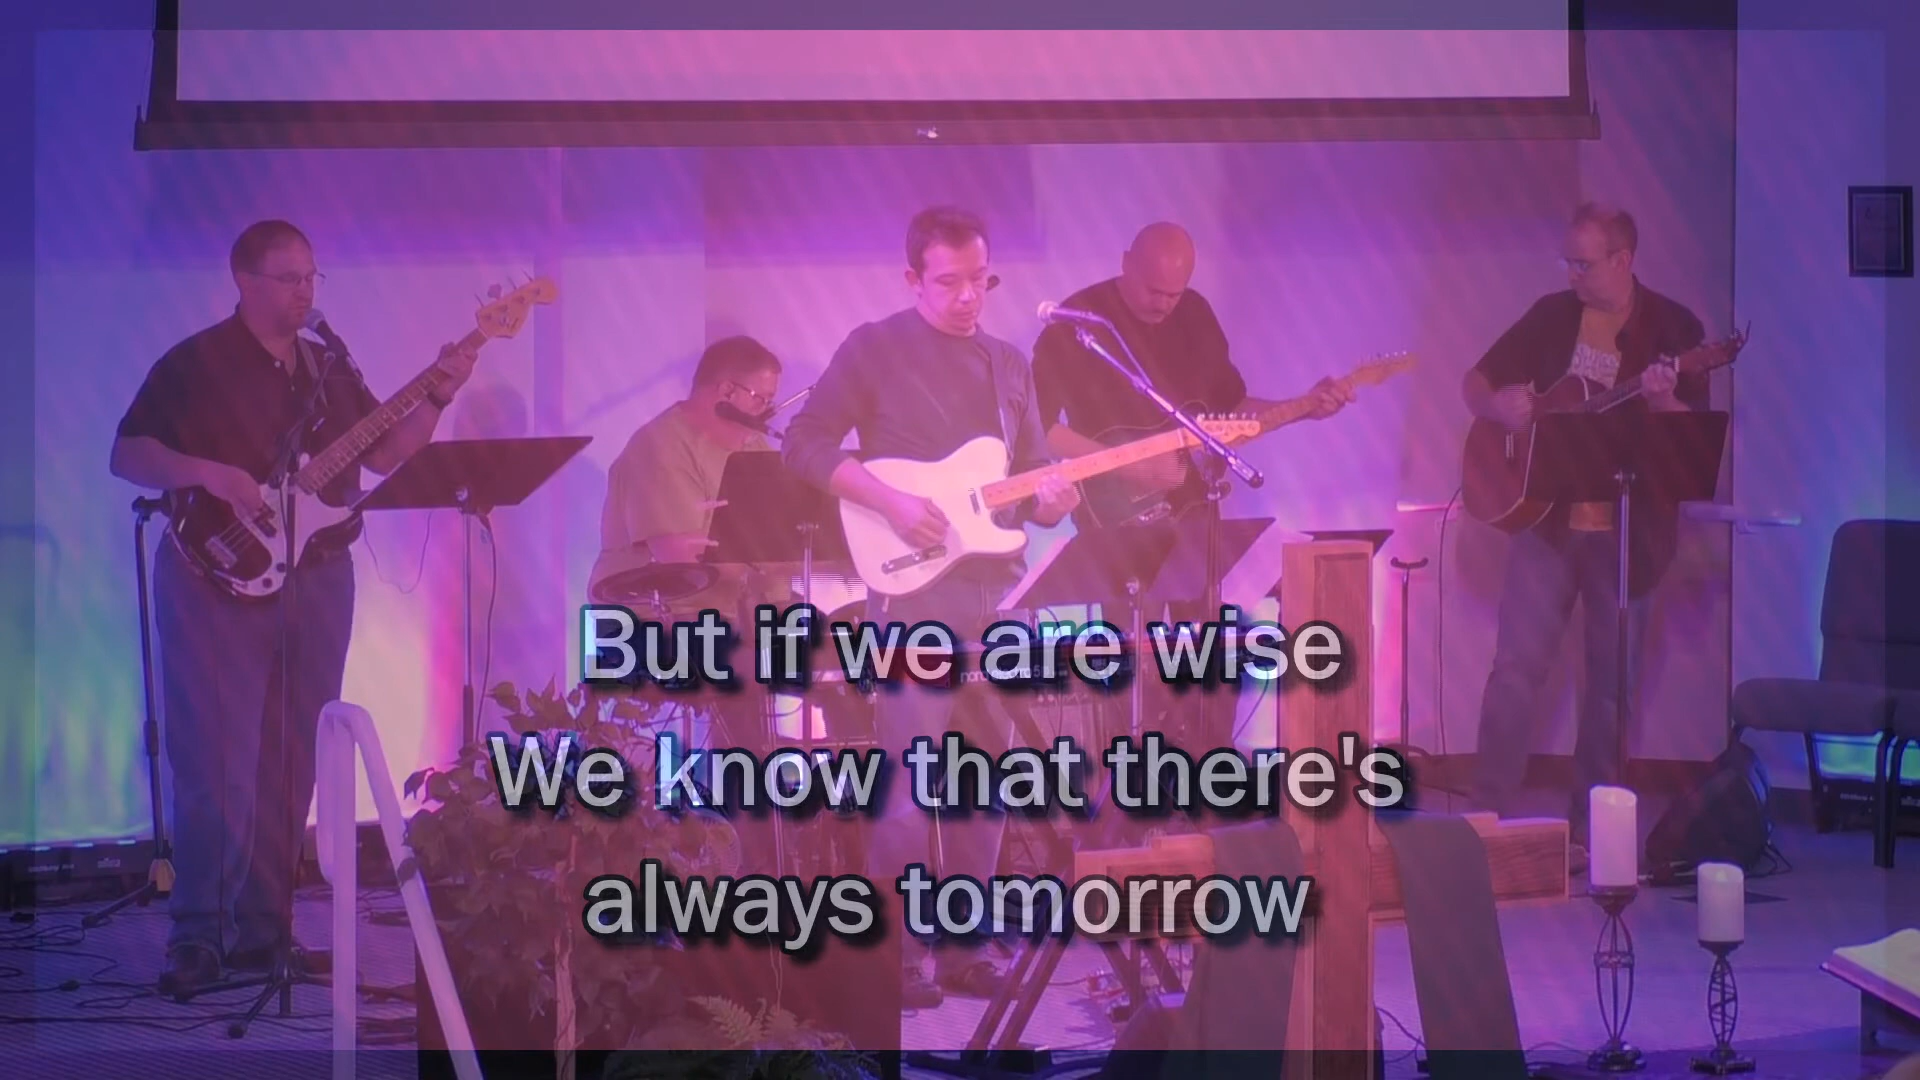 But if we are wise
We know that there's
always tomorrow